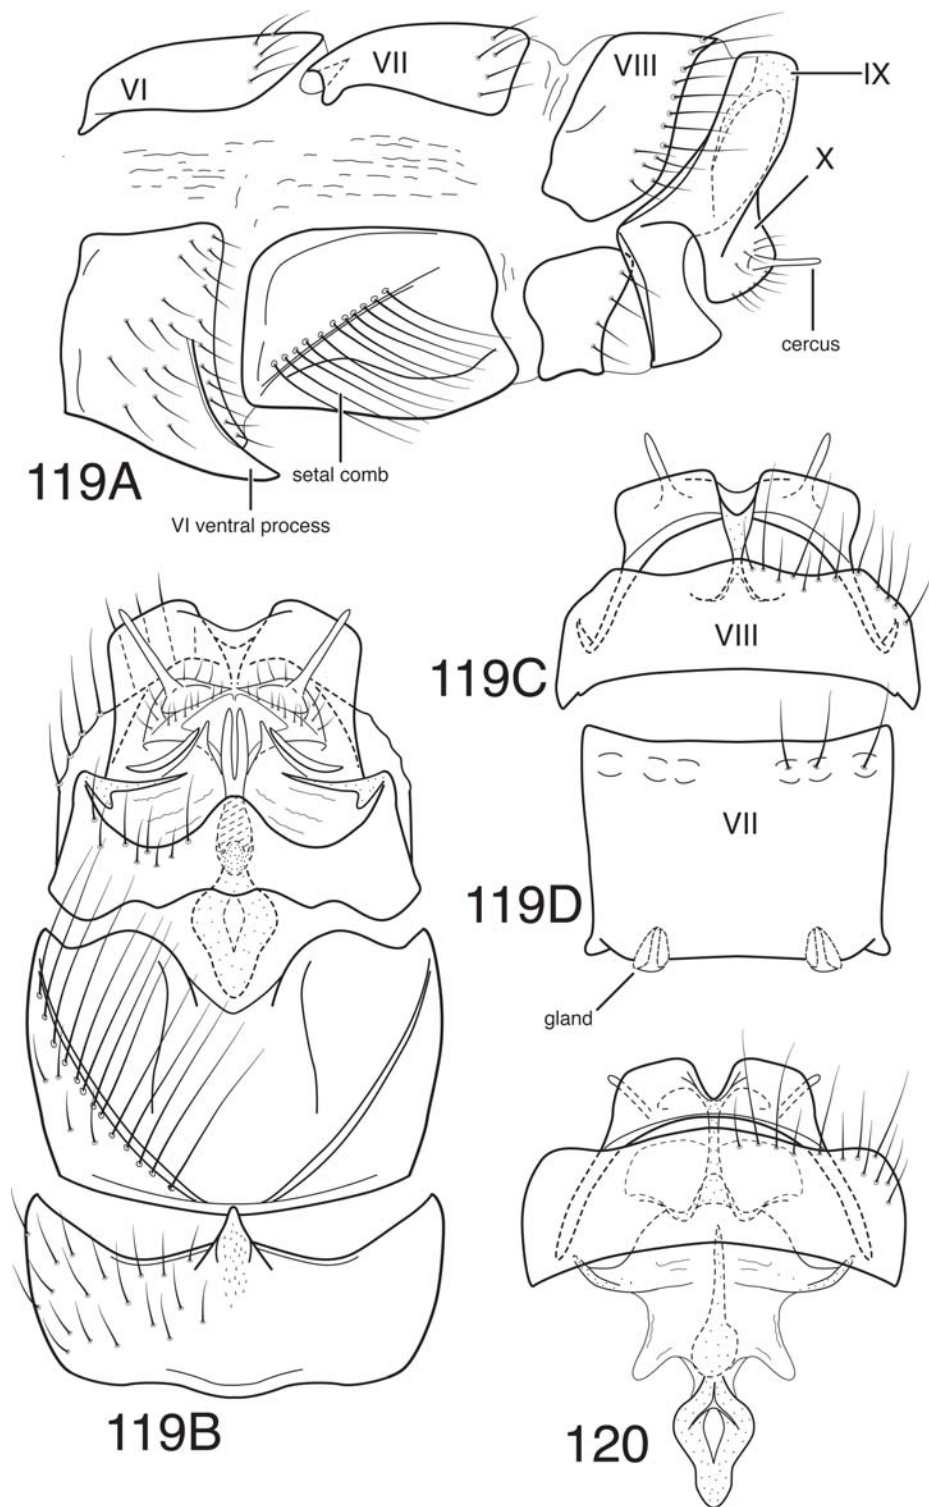 VI
VII
VIII
IX
X
cercus
119A
setal comb
VI ventral process
VIII
119C
VII
119D
gland
119B
120